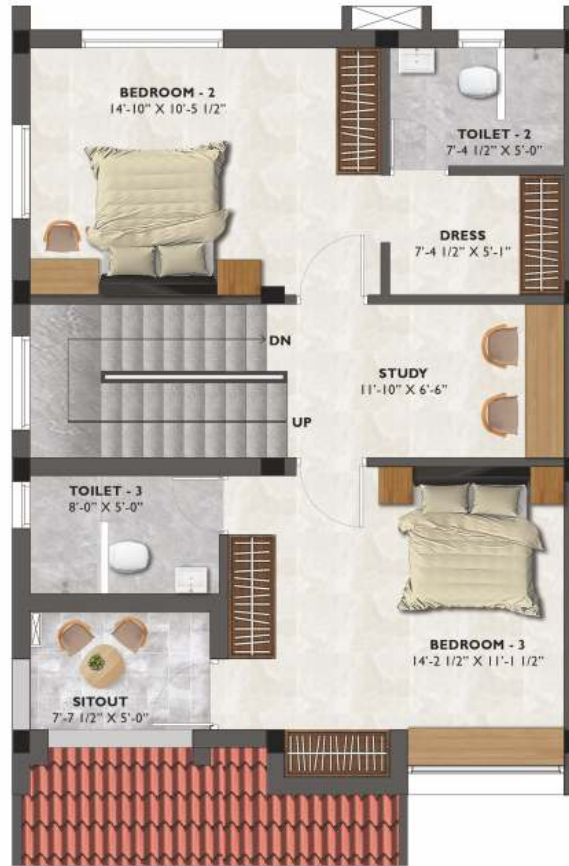 BEDROOM - 2
14'-10" X 10'-5 1/2"
TOILET - 2
7'-4 1/2" X 5'-0"
DRESS
7'-4 1/2" X 5'-1"
DN
STUDY
11'-10" X 6'-6"
UP
TOILET - 3
8'-0" X 5'-0"
BEDROOM - 3
14'-2 1/2" X 11'-1 1/2"
SITOUT
7'-7 1/2" X 5'-0"